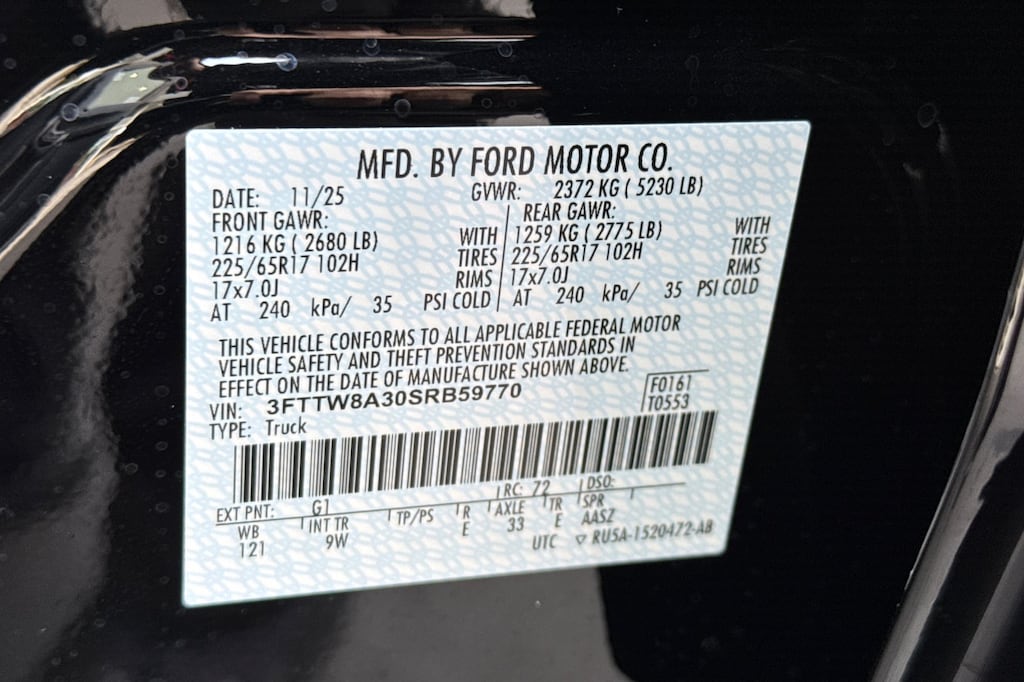 MFD. BY FORD MOTOR CO.
DATE: 11/25 GVWR: 2372 KG ( 5230 LB)
FRONT GAWR: REAR GAWR:
1216 KG ( 2680 LB) WITH 1259 KG ( 2775 LB) WITH
225/65R17 102H TIRES 225/65R17 102H TIRES
17x7.0J RIMS 17x7.0J RIMS
AT 240 kPa/ 35 PSI COLD AT 240 kPa/ 35 PSI COLD
THIS VEHICLE CONFORMS TO ALL APPLICABLE FEDERAL MOTOR
VEHICLE SAFETY AND THEFT PREVENTION STANDARDS IN
EFFECT ON THE DATE OF MANUFACTURE SHOWN ABOVE.
VIN: 3FTTW8A30SRB59770 F0161
TYPE: Truck T0553
EXT PNT: G1 RC: 72 DSO:
WB INT TR TP/PS R AXLE TR SPR
121 9W E 33 E AASZ
UTC ▽ RU5A-1520472-AB